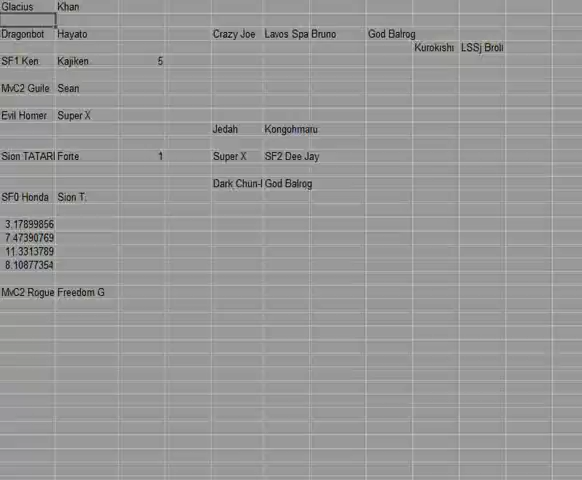 Glacius Khan
Dragonbot Hayato Crazy Joe Lavos Spa Bruno God Balrog
Kurokushi LSSj Broli
SF1 Ken Kajiken 5
MvC2 Guile Sean
Evil Homer Super X
Jedah Kongohmaru
Sion TATARI Forte 1 Super X SF2 Dee Jay
Dark Chun-l God Balrog
SF0 Honda Sion T.
3.17899856
7.47390769
11.3313789
8.10877354
MvC2 Rogue Freedom G